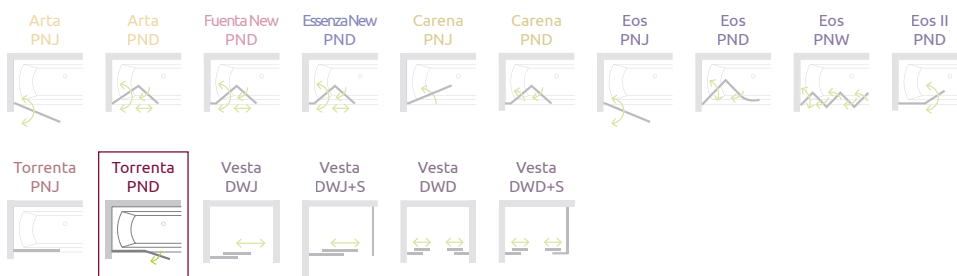 Arta
PNJ
Arta
PND
Fuenta New
PND
Essenza New
PND
Carena
PNJ
Carena
PND
Eos
PNJ
Eos
PND
Eos
PNW
Eos II
PND
Torrenta
PNJ
Torrenta
PND
Vesta
DWJ
Vesta
DWJ+S
Vesta
DWD
Vesta
DWD+S